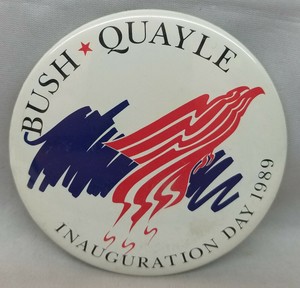 BUSH ★ QUAYLE
INAUGURATION DAY 1989